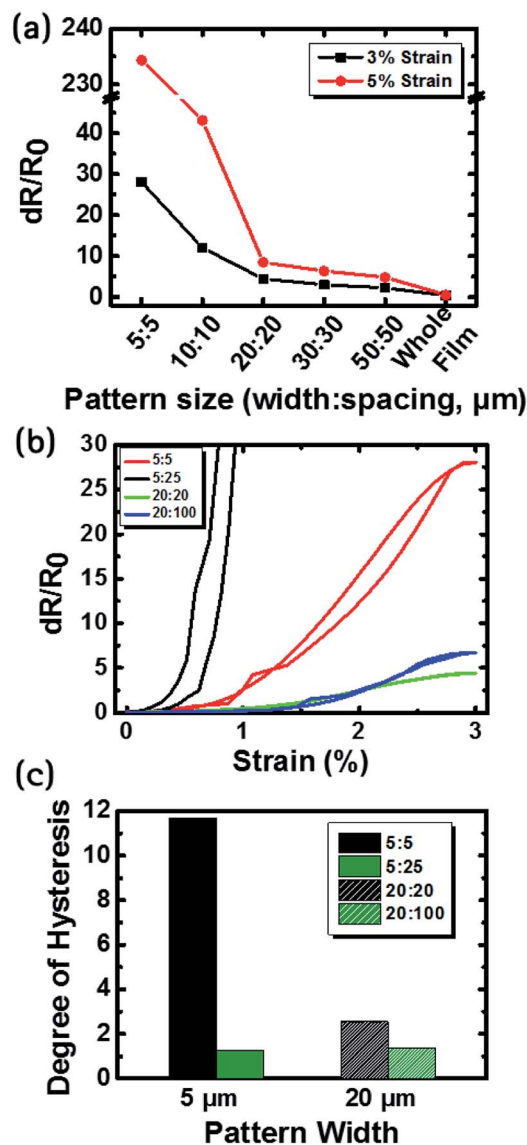 (a)
3% Strain
5% Strain
240
230
40
30
20
10
0
dR/R0
5:5
10:10
20:20
30:30
50:50
Whole
Film
Pattern size (width:spacing, μm)
(b)
30
25
20
15
10
5
0
5:5
5:25
20:20
20:100
dR/R0
0
1
2
3
Strain (%)
(c)
12
10
8
6
4
2
0
Degree of Hysteresis
5:5
5:25
20:20
20:100
5 μm
20 μm
Pattern Width